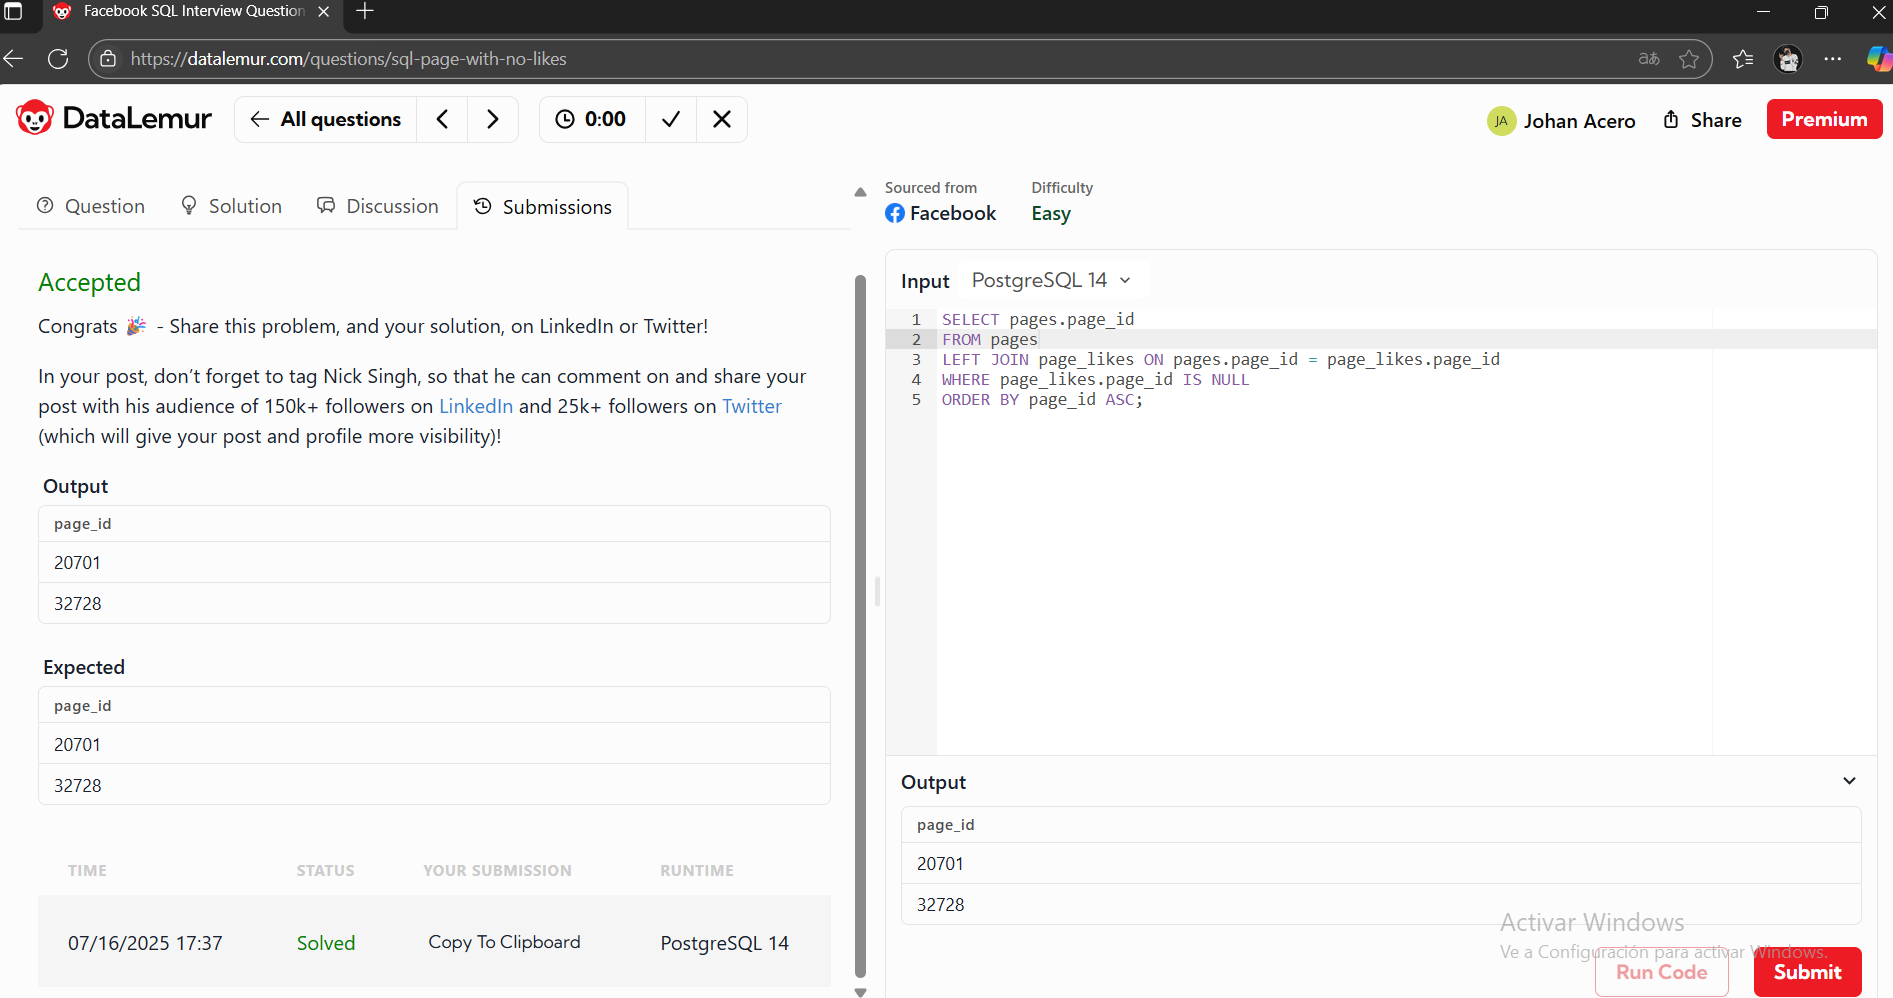 Facebook SQL Interview Question
https://datalemur.com/questions/sql-page-with-no-likes
DataLemur
All questions
0:00
JA
Johan Acero
Share
Premium
Question
Solution
Discussion
Submissions
Accepted
Congrats 🎉 - Share this problem, and your solution, on LinkedIn or Twitter!
In your post, don’t forget to tag Nick Singh, so that he can comment on and share your
post with his audience of 150k+ followers on LinkedIn and 25k+ followers on Twitter
(which will give your post and profile more visibility)!
Output
page_id
20701
32728
Expected
page_id
20701
32728
TIME STATUS YOUR SUBMISSION RUNTIME
07/16/2025 17:37 Solved Copy To Clipboard PostgreSQL 14
Sourced from
Facebook
Difficulty
Easy
Input
PostgreSQL 14
1 SELECT pages.page_id
2 FROM pages
3 LEFT JOIN page_likes ON pages.page_id = page_likes.page_id
4 WHERE page_likes.page_id IS NULL
5 ORDER BY page_id ASC;
Output
page_id
20701
32728
Activar Windows
Ve a Configuración para activar Windows.
Run Code
Submit